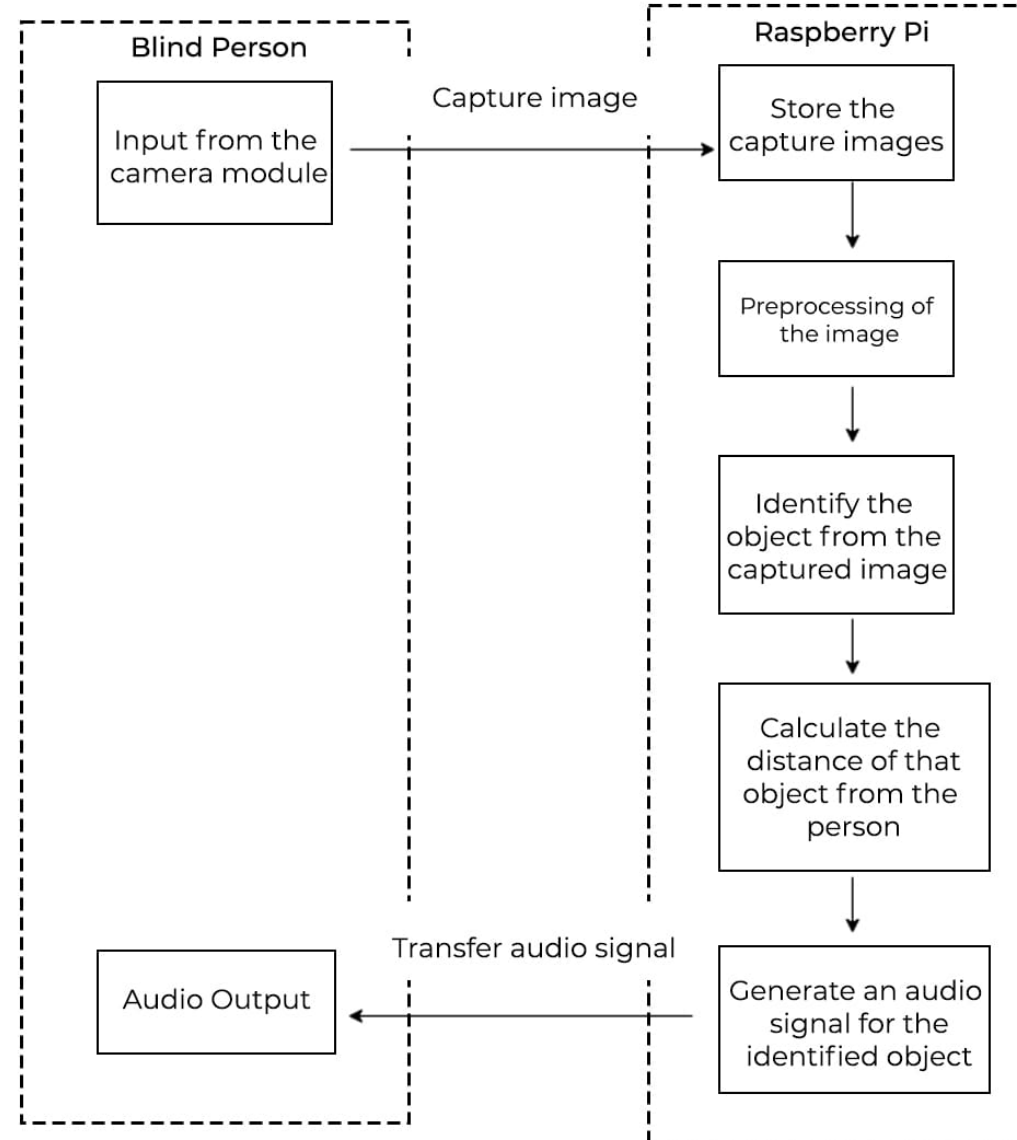 Blind Person
Input from the
camera module
Capture image
Raspberry Pi
Store the
capture images
Preprocessing of
the image
Identify the
object from the
captured image
Calculate the
distance of that
object from the
person
Generate an audio
signal for the
identified object
Transfer audio signal
Audio Output